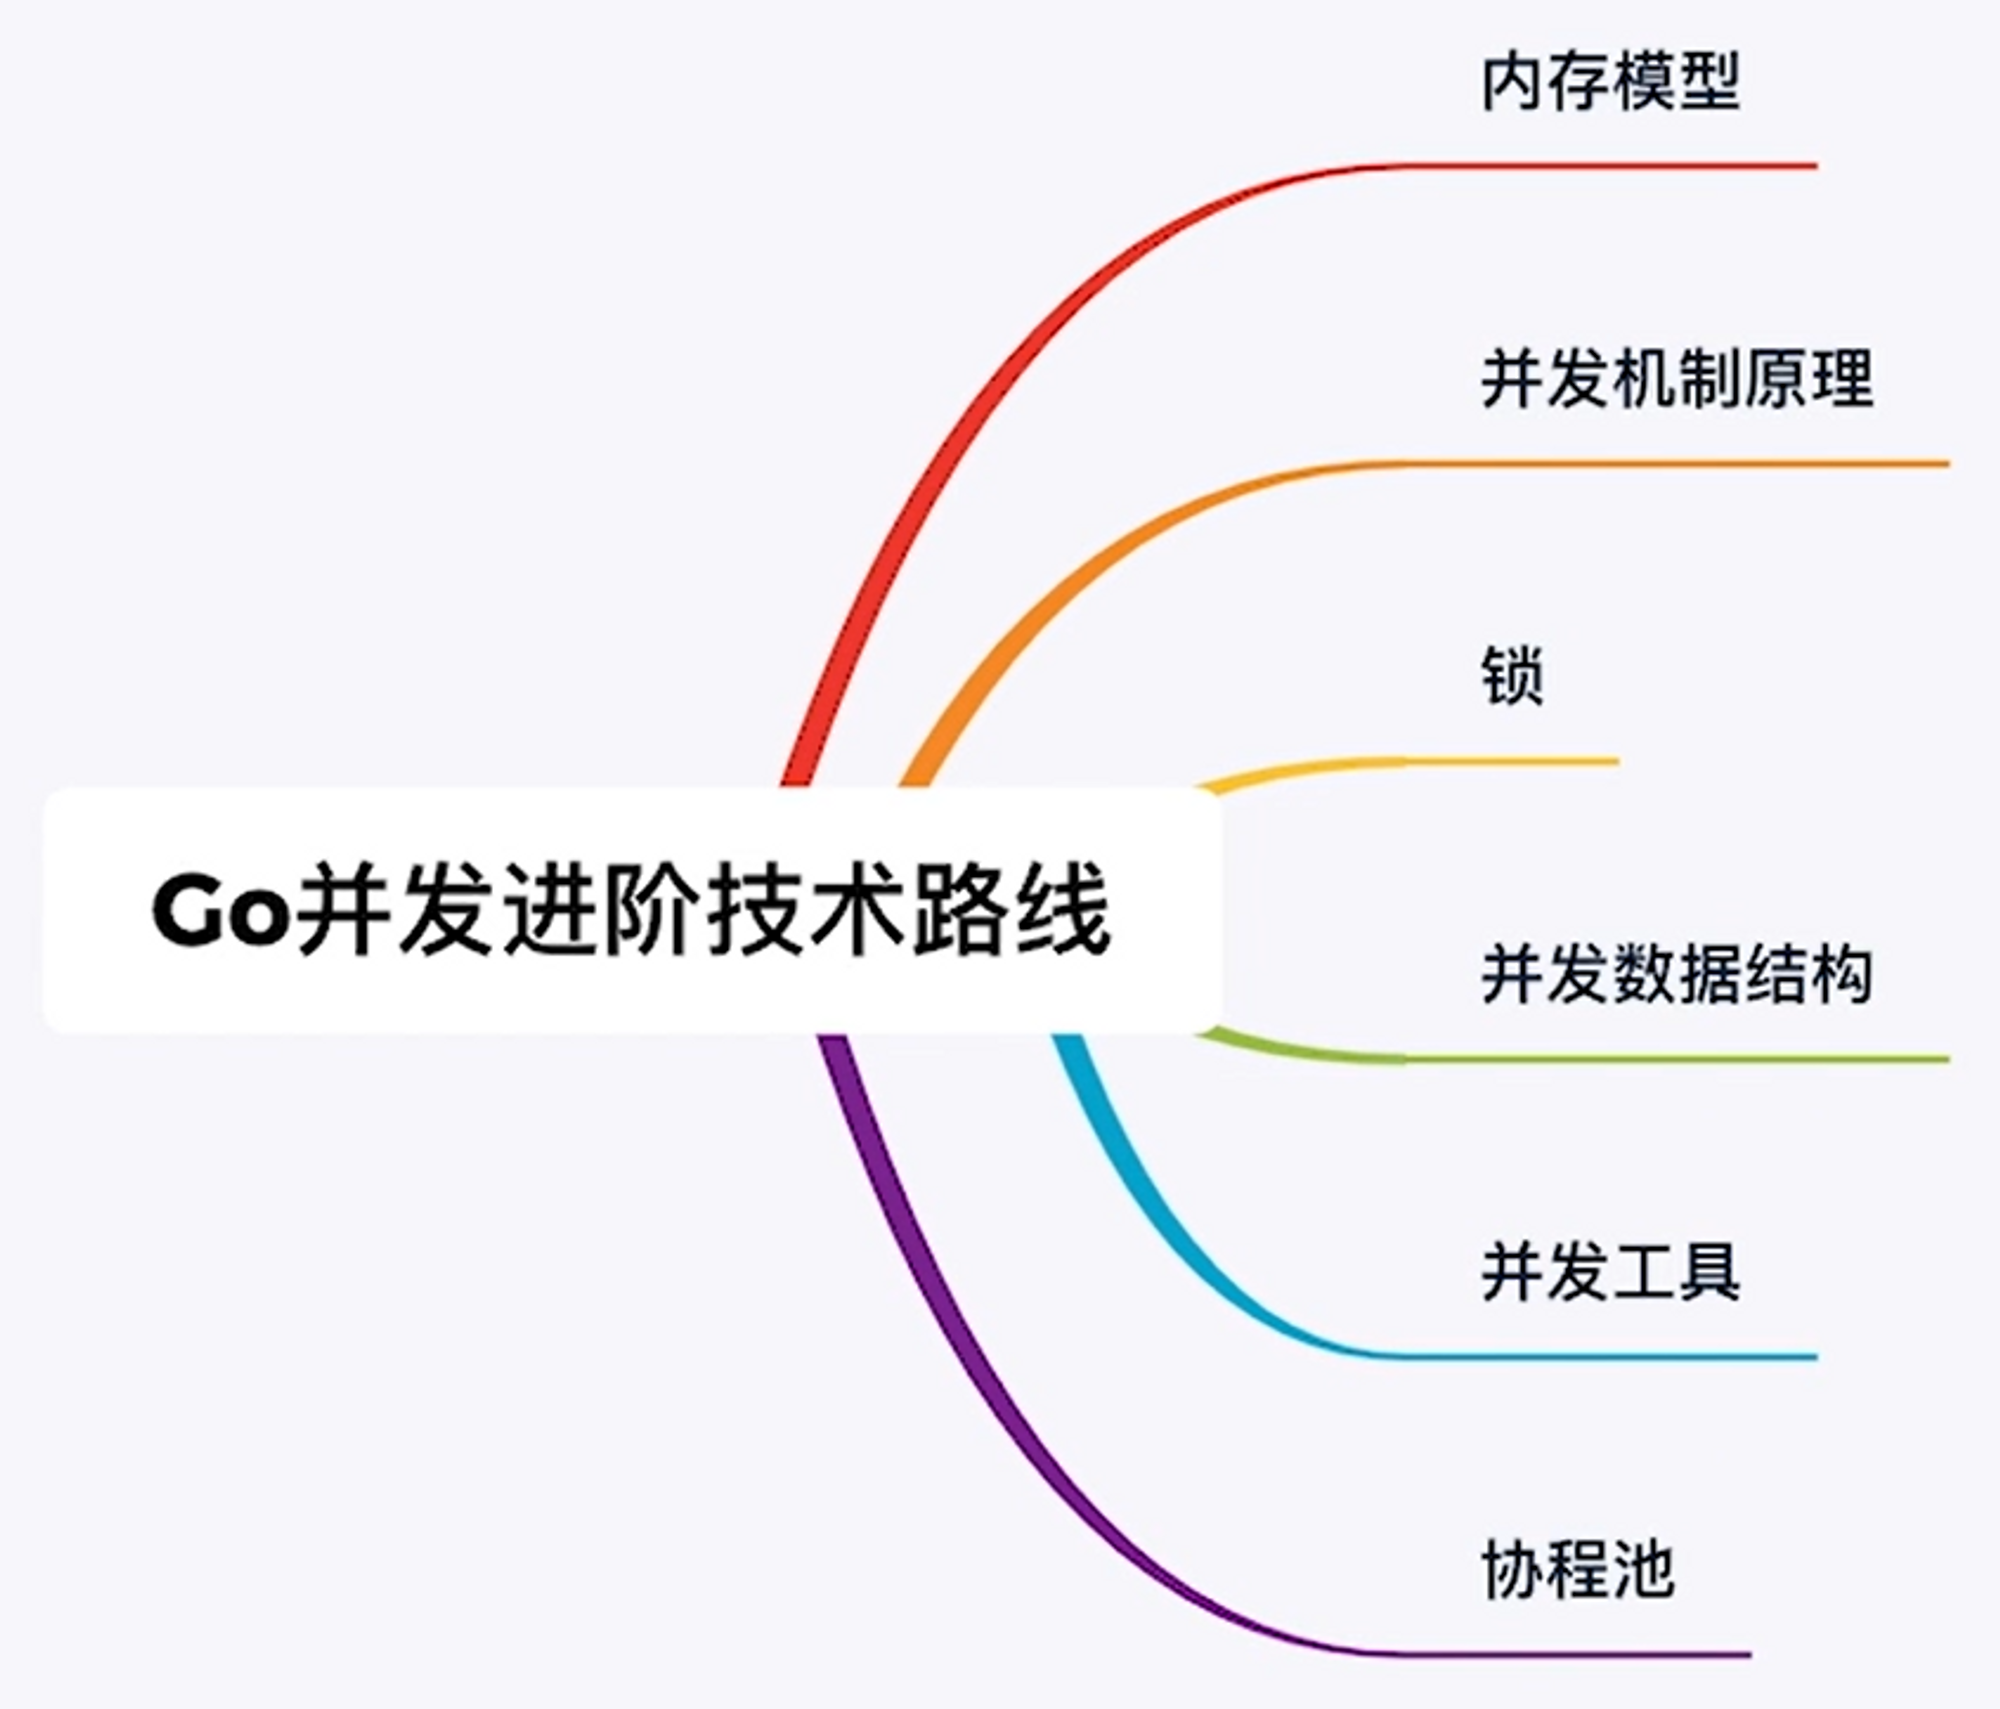 内存模型
并发机制原理
锁
Go并发进阶技术路线
并发数据结构
并发工具
协程池